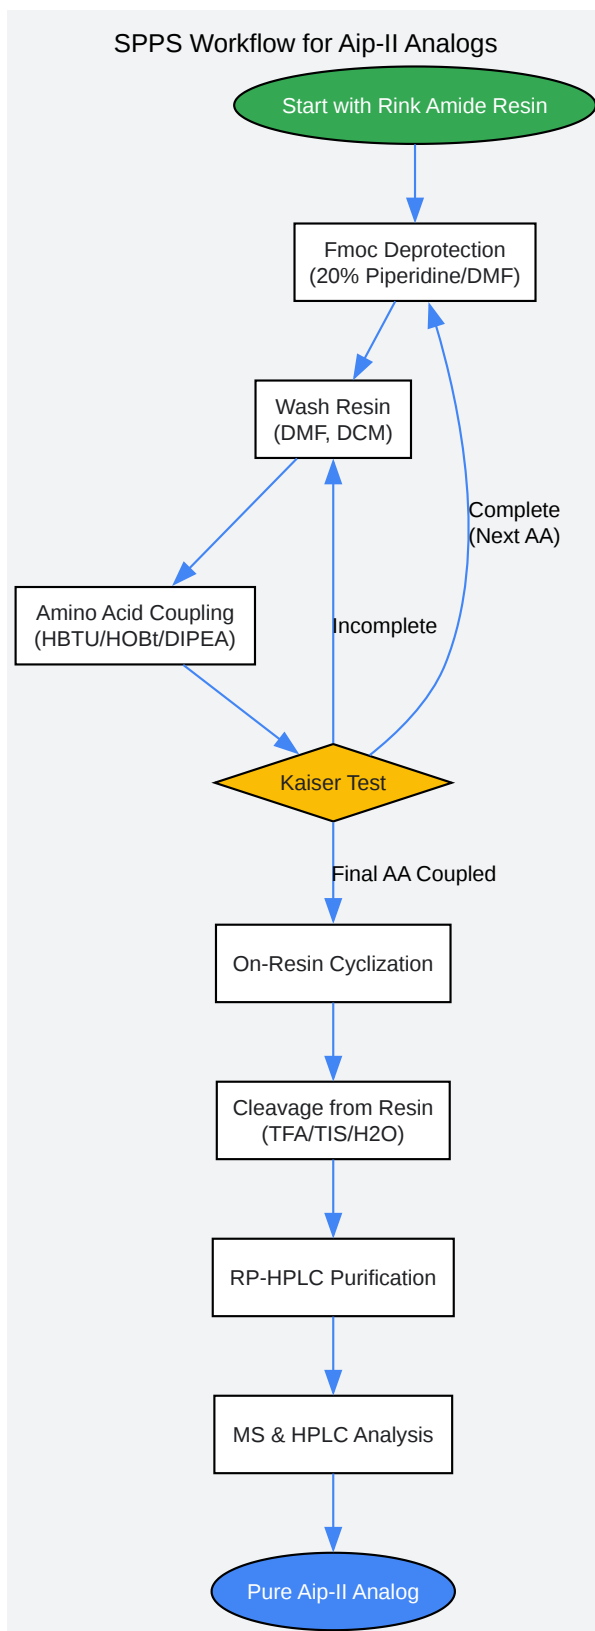 SPPS Workflow for Aip-II Analogs
Start with Rink Amide Resin
Fmoc Deprotection
(20% Piperidine/DMF)
Wash Resin
(DMF, DCM)
Complete
(Next AA)
Amino Acid Coupling
(HBTU/HOBt/DIPEA)
Incomplete
Kaiser Test
Final AA Coupled
On-Resin Cyclization
Cleavage from Resin
(TFA/TIS/H2O)
RP-HPLC Purification
MS & HPLC Analysis
Pure Aip-II Analog